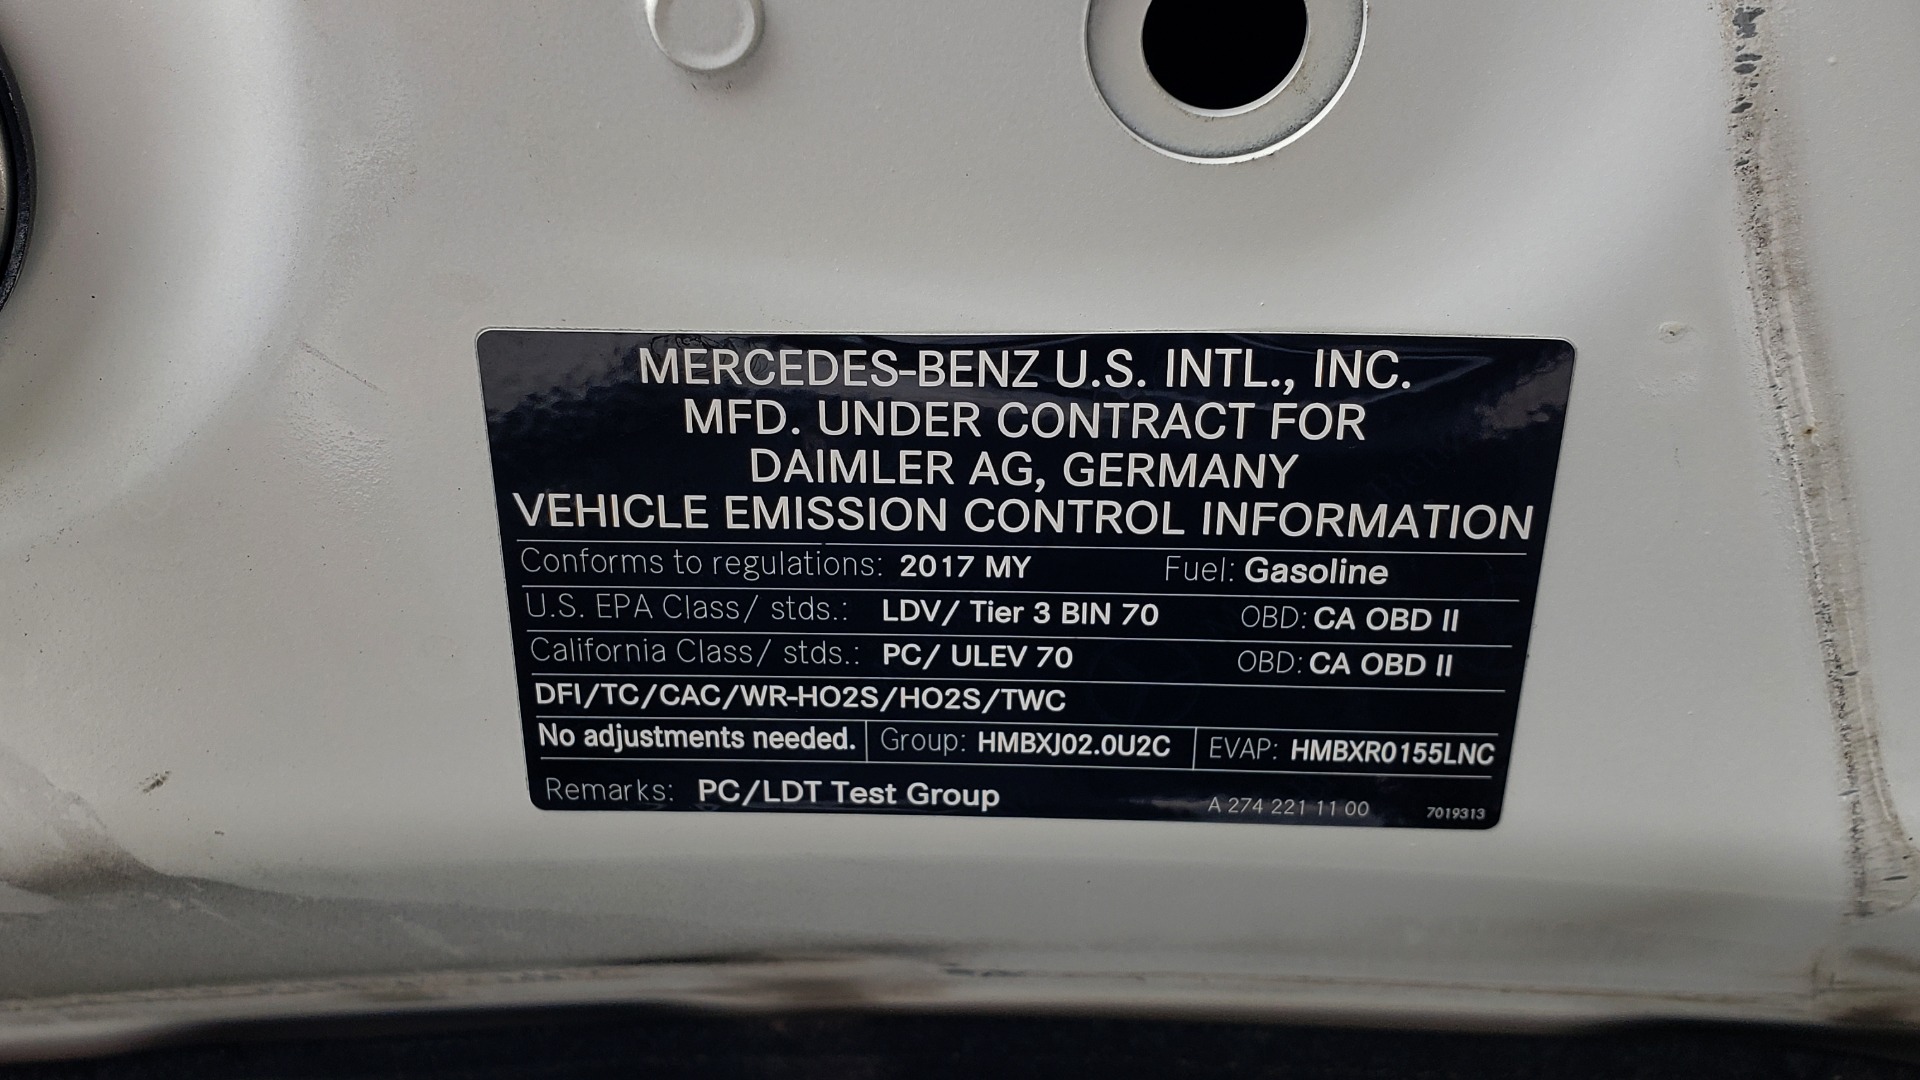 MERCEDES-BENZ U.S. INTL., INC.
MFD. UNDER CONTRACT FOR
DAIMLER AG, GERMANY
VEHICLE EMISSION CONTROL INFORMATION
Conforms to regulations: 2017 MY Fuel: Gasoline
U.S. EPA Class/ stds.: LDV/ Tier 3 BIN 70 OBD: CA OBD II
California Class/ stds.: PC/ ULEV 70 OBD: CA OBD II
DFI/TC/CAC/WR-HO2S/HO2S/TWC
No adjustments needed. Group: HMBXJ02.0U2C EVAP: HMBXR0155LNC
Remarks: PC/LDT Test Group A 274 221 11 00 7019313